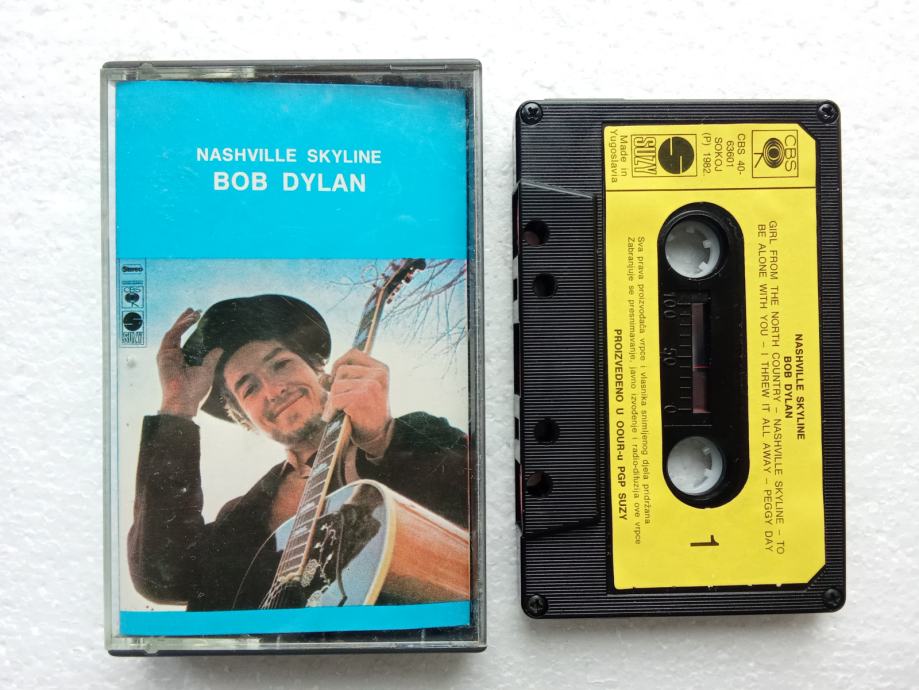 NASHVILLE SKYLINE
BOB DYLAN
Stereo
CBS
SUZY
CBS
CBS 40-
63601
SOKOJ
(P) 1982.
SUZY
Made in
Yugoslavia
NASHVILLE SKYLINE
BOB DYLAN
GIRL FROM THE NORTH COUNTRY – NASHVILLE SKYLINE – TO
BE ALONE WITH YOU – I THREW IT ALL AWAY – PEGGY DAY
1
100 50 0
Sva prava proizvođača vrpce i vlasnika snimljenog djela pridržana
Zabranjuje se presnimavanje, javno izvođenje i radio-difuzija ove vrpce
PROIZVEDENO U OOUR-u PGP SUZY